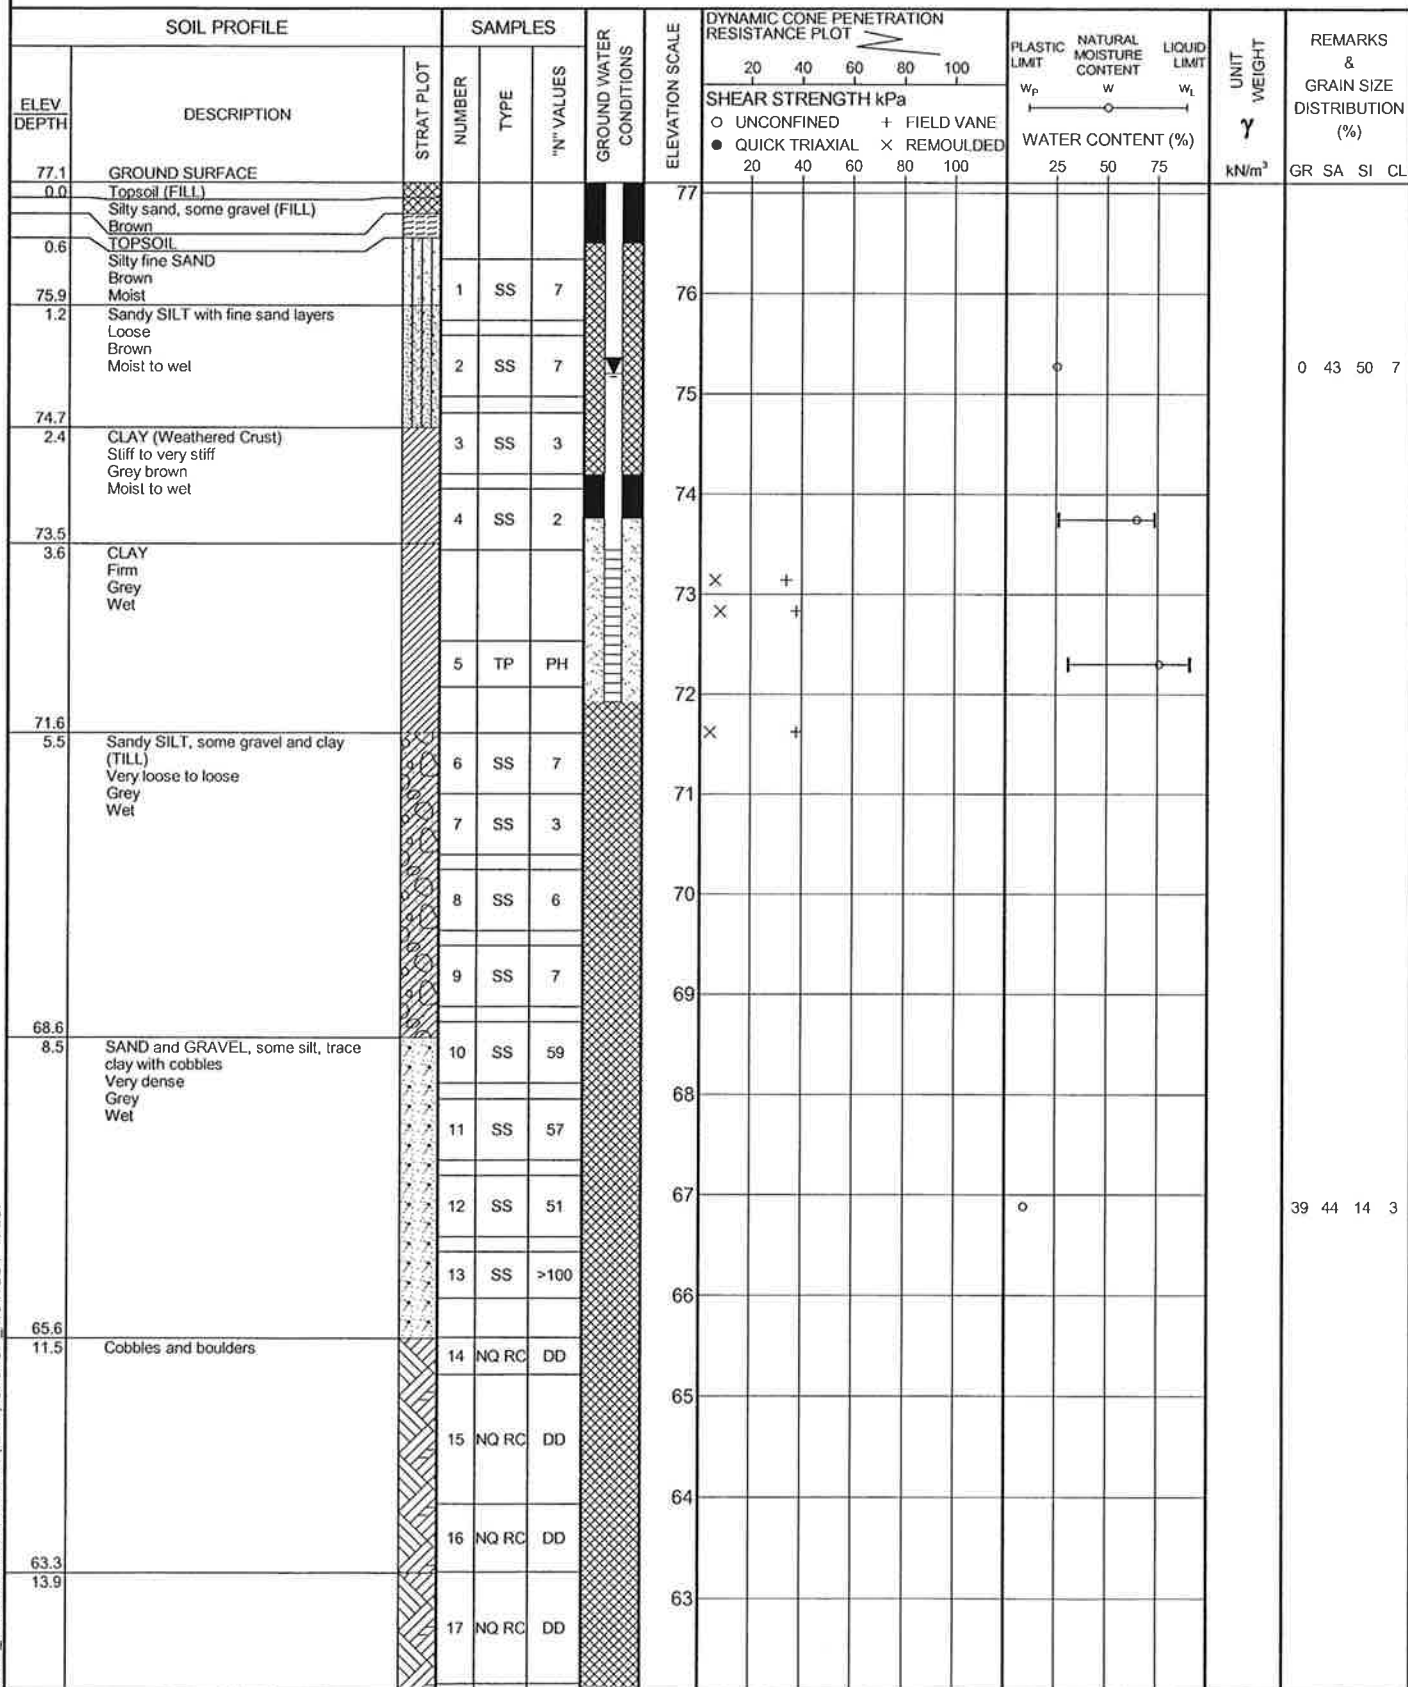 SOIL PROFILE
SAMPLES
ELEV
DEPTH
DESCRIPTION
STRAT PLOT
NUMBER
TYPE
"N" VALUES
GROUND WATER
CONDITIONS
ELEVATION SCALE
DYNAMIC CONE PENETRATION
RESISTANCE PLOT
20 40 60 80 100
SHEAR STRENGTH kPa
○ UNCONFINED + FIELD VANE
● QUICK TRIAXIAL × REMOULDED
20 40 60 80 100
PLASTIC
LIMIT
NATURAL
MOISTURE
CONTENT
LIQUID
LIMIT
WP W WL
WATER CONTENT (%)
25 50 75
UNIT
WEIGHT
γ
kN/m³
REMARKS
&
GRAIN SIZE
DISTRIBUTION
(%)
GR SA SI CL
77.1 GROUND SURFACE
0.0 Topsoil (FILL)
Silty sand, some gravel (FILL)
Brown
0.6 TOPSOIL
Silty fine SAND
Brown
75.9 Moist
1.2 Sandy SILT with fine sand layers
Loose
Brown
Moist to wet
74.7
2.4 CLAY (Weathered Crust)
Stiff to very stiff
Grey brown
Moist to wet
73.5
3.6 CLAY
Firm
Grey
Wet
71.6
5.5 Sandy SILT, some gravel and clay
(TILL)
Very loose to loose
Grey
Wet
68.6
8.5 SAND and GRAVEL, some silt, trace
clay with cobbles
Very dense
Grey
Wet
65.6
11.5 Cobbles and boulders
63.3
13.9
1 SS 7
2 SS 7
3 SS 3
4 SS 2
5 TP PH
6 SS 7
7 SS 3
8 SS 6
9 SS 7
10 SS 59
11 SS 57
12 SS 51
13 SS >100
14 NQ RC DD
15 NQ RC DD
16 NQ RC DD
17 NQ RC DD
77
76
75
74
73
72
71
70
69
68
67
66
65
64
63
0 43 50 7
39 44 14 3